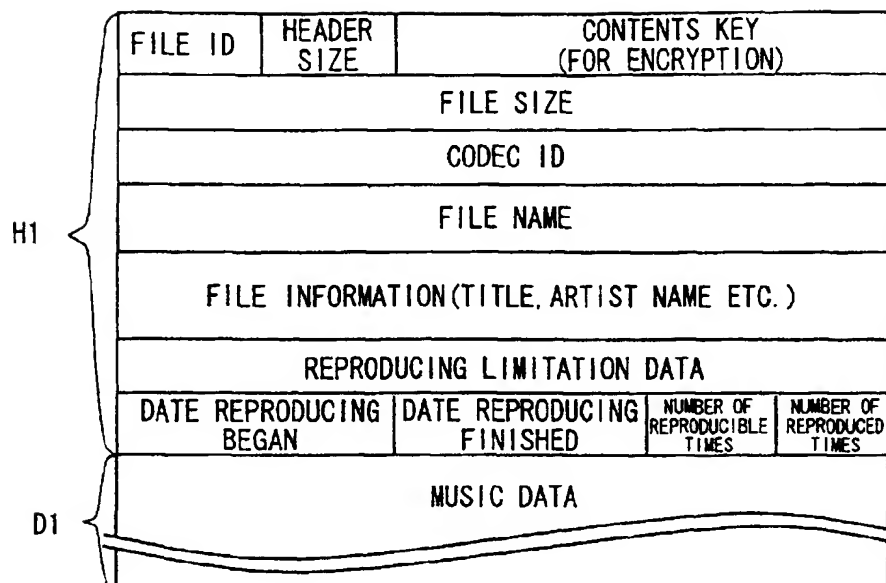 FILE ID
HEADER
SIZE
CONTENTS KEY
(FOR ENCRYPTION)
FILE SIZE
CODEC ID
FILE NAME
H1
FILE INFORMATION(TITLE, ARTIST NAME ETC.)
REPRODUCING LIMITATION DATA
DATE REPRODUCING
BEGAN
DATE REPRODUCING
FINISHED
NUMBER OF
REPRODUCIBLE
TIMES
NUMBER OF
REPRODUCED
TIMES
MUSIC DATA
D1